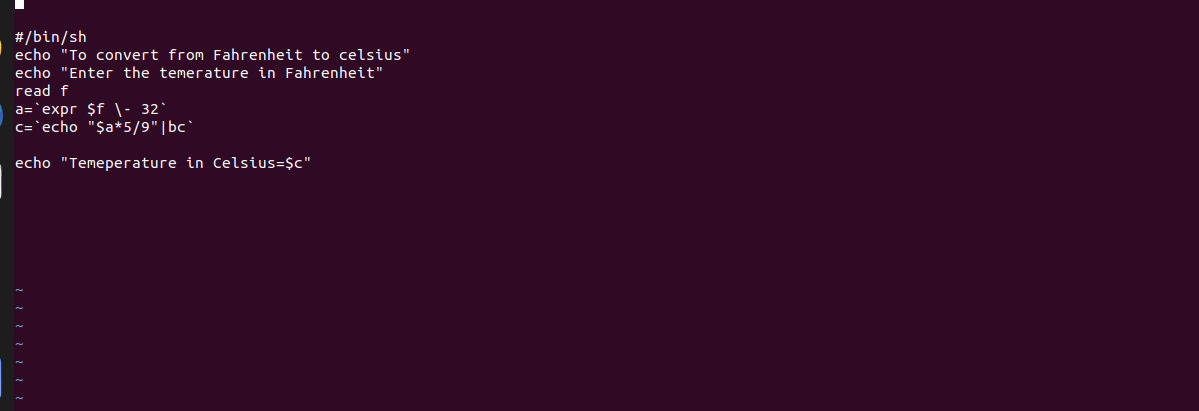 #/bin/sh
echo "To convert from Fahrenheit to celsius"
echo "Enter the temerature in Fahrenheit"
read f
a=`expr $f \- 32`
c=`echo "$a*5/9"|bc`
echo "Temeperature in Celsius=$c"
~
~
~
~
~
~
~